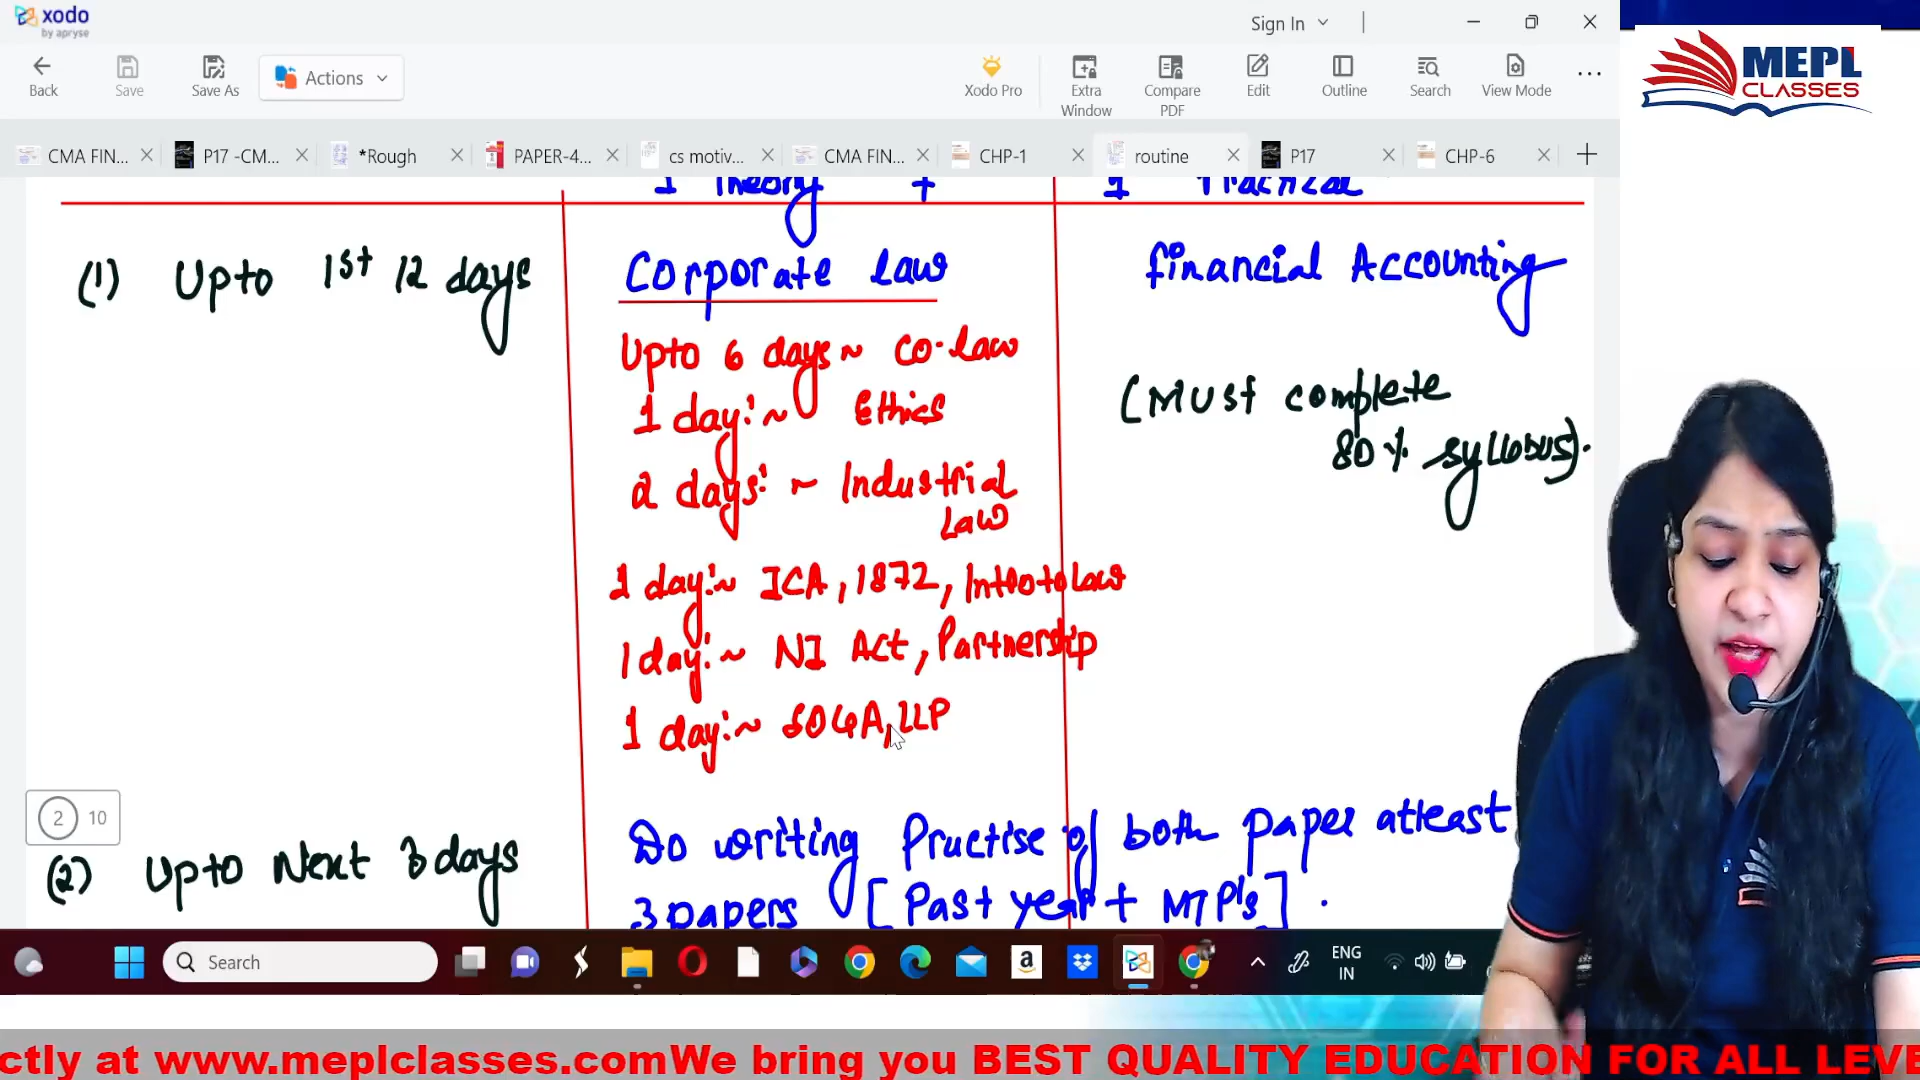 xodo
by apryse
Sign In
Back
Save
Save As
Actions
Xodo Pro
Extra Window
Compare PDF
Edit
Outline
Search
View Mode
MEPL
CLASSES
CMA FIN...
P17 -CM...
*Rough
PAPER-4...
cs motiv...
CMA FIN...
CHP-1
routine
P17
CHP-6
1 Theory + 1 Practical
(1) Upto 1st 12 days
Corporate law
financial Accounting
Upto 6 days ~ co-law
1 day:~ Ethics
2 days:~ Industrial
Law
1 day:~ ICA, 1872, Intro to law
1 day:~ NI Act, Partnership
1 day:~ SOGA, LLP
(Must complete
80% syllabus).
2 10
(2) Upto Next 3 days
Do writing Practise of both paper atleast
3 papers [Past year + MTP's].
Search
ENG
IN
ctly at www.meplclasses.comWe bring you BEST QUALITY EDUCATION FOR ALL LEVE